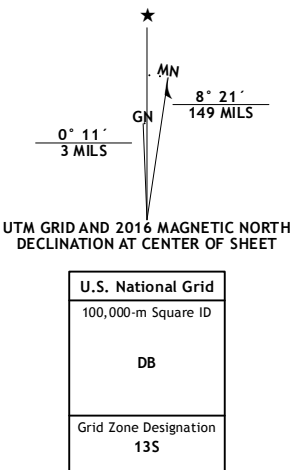 MN
8° 21´
149 MILS
GN
0° 11´
3 MILS
UTM GRID AND 2016 MAGNETIC NORTH
DECLINATION AT CENTER OF SHEET
U.S. National Grid
100,000-m Square ID
DB
Grid Zone Designation
13S